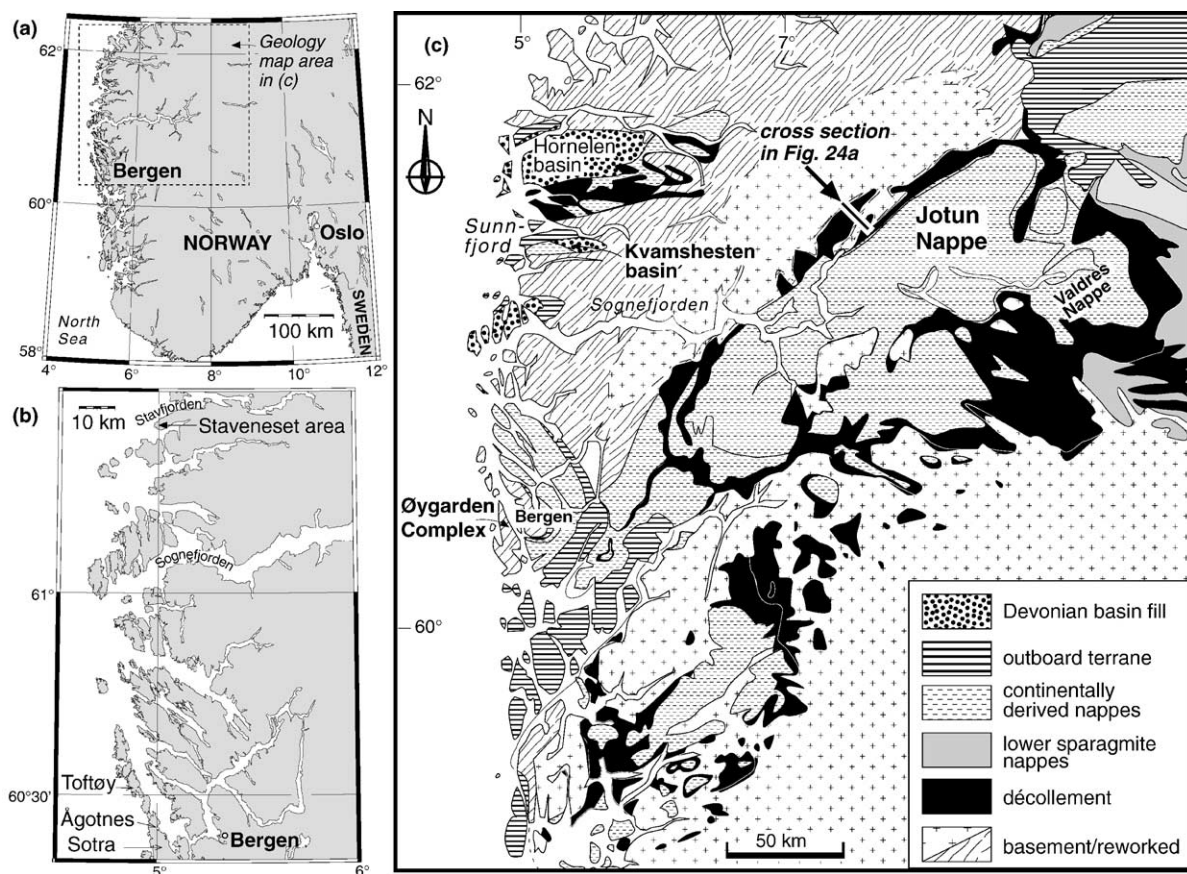 (a)
62°
Geology
map area
in (c)
Bergen
60°
NORWAY
Oslo
SWEDEN
North
Sea
100 km
58°
4°
6°
8°
10°
12°
(b)
10 km
Stavfjorden
Staveneset area
Sognefjorden
61°
Toftøy
60°30'
Ågotnes
Sotra
Bergen
5°
6°
(c)
5°
7°
62°
N
Hornelen
basin
cross section
in Fig. 24a
Sunn-
fjord
Kvamshesten
basin
Jotun
Nappe
Sognefjorden
Valdres
Nappe
Øygarden
Complex
Bergen
60°
50 km
Devonian basin fill
outboard terrane
continentally
derived nappes
lower sparagmite
nappes
décollement
basement/reworked